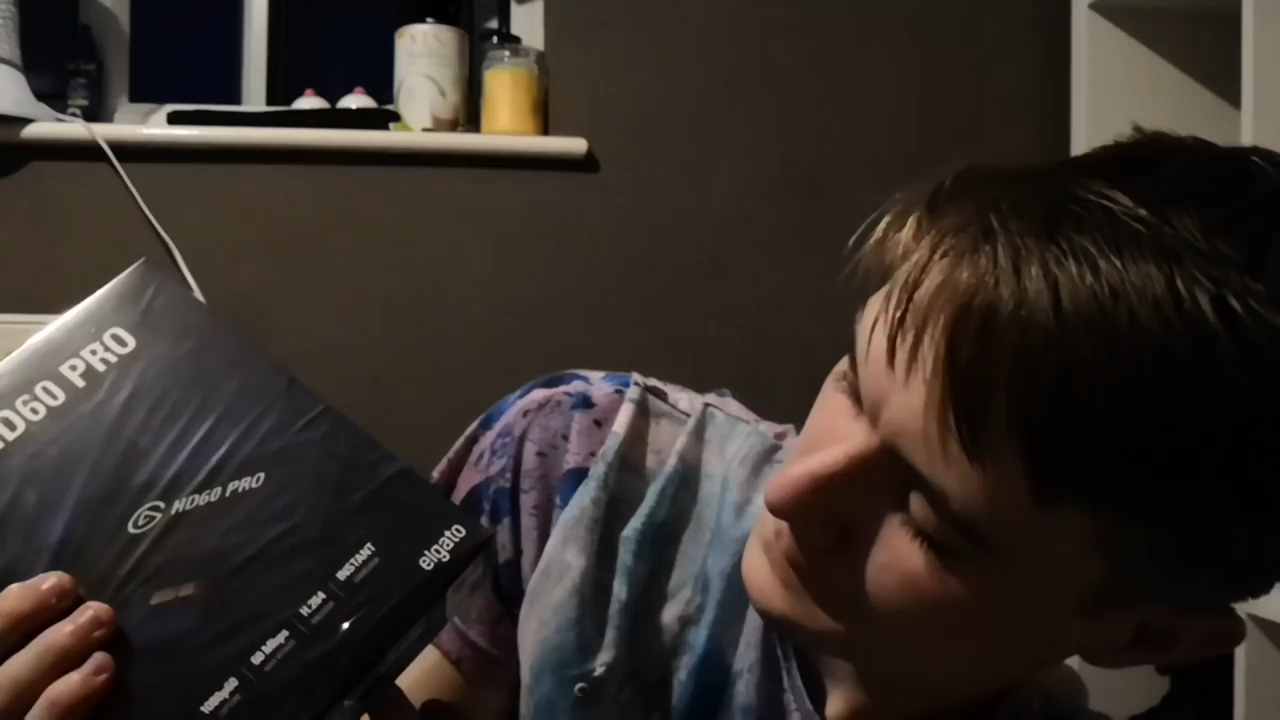 HD60 PRO
HD60 PRO
elgato
1080p60
60 Mbps
H.264
INSTANT